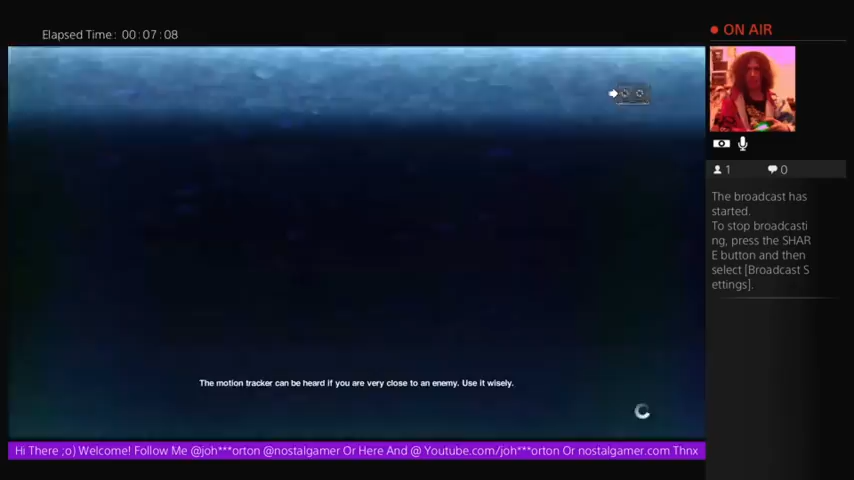 Elapsed Time: 00:07:08
ON AIR
1
0
The broadcast has
started.
To stop broadcasti
ng, press the SHAR
E button and then
select [Broadcast S
ettings].
The motion tracker can be heard if you are very close to an enemy. Use it wisely.
Hi There ;o) Welcome! Follow Me @joh***orton @nostalgamer Or Here And @ Youtube.com/joh***orton Or nostalgamer.com Thnx